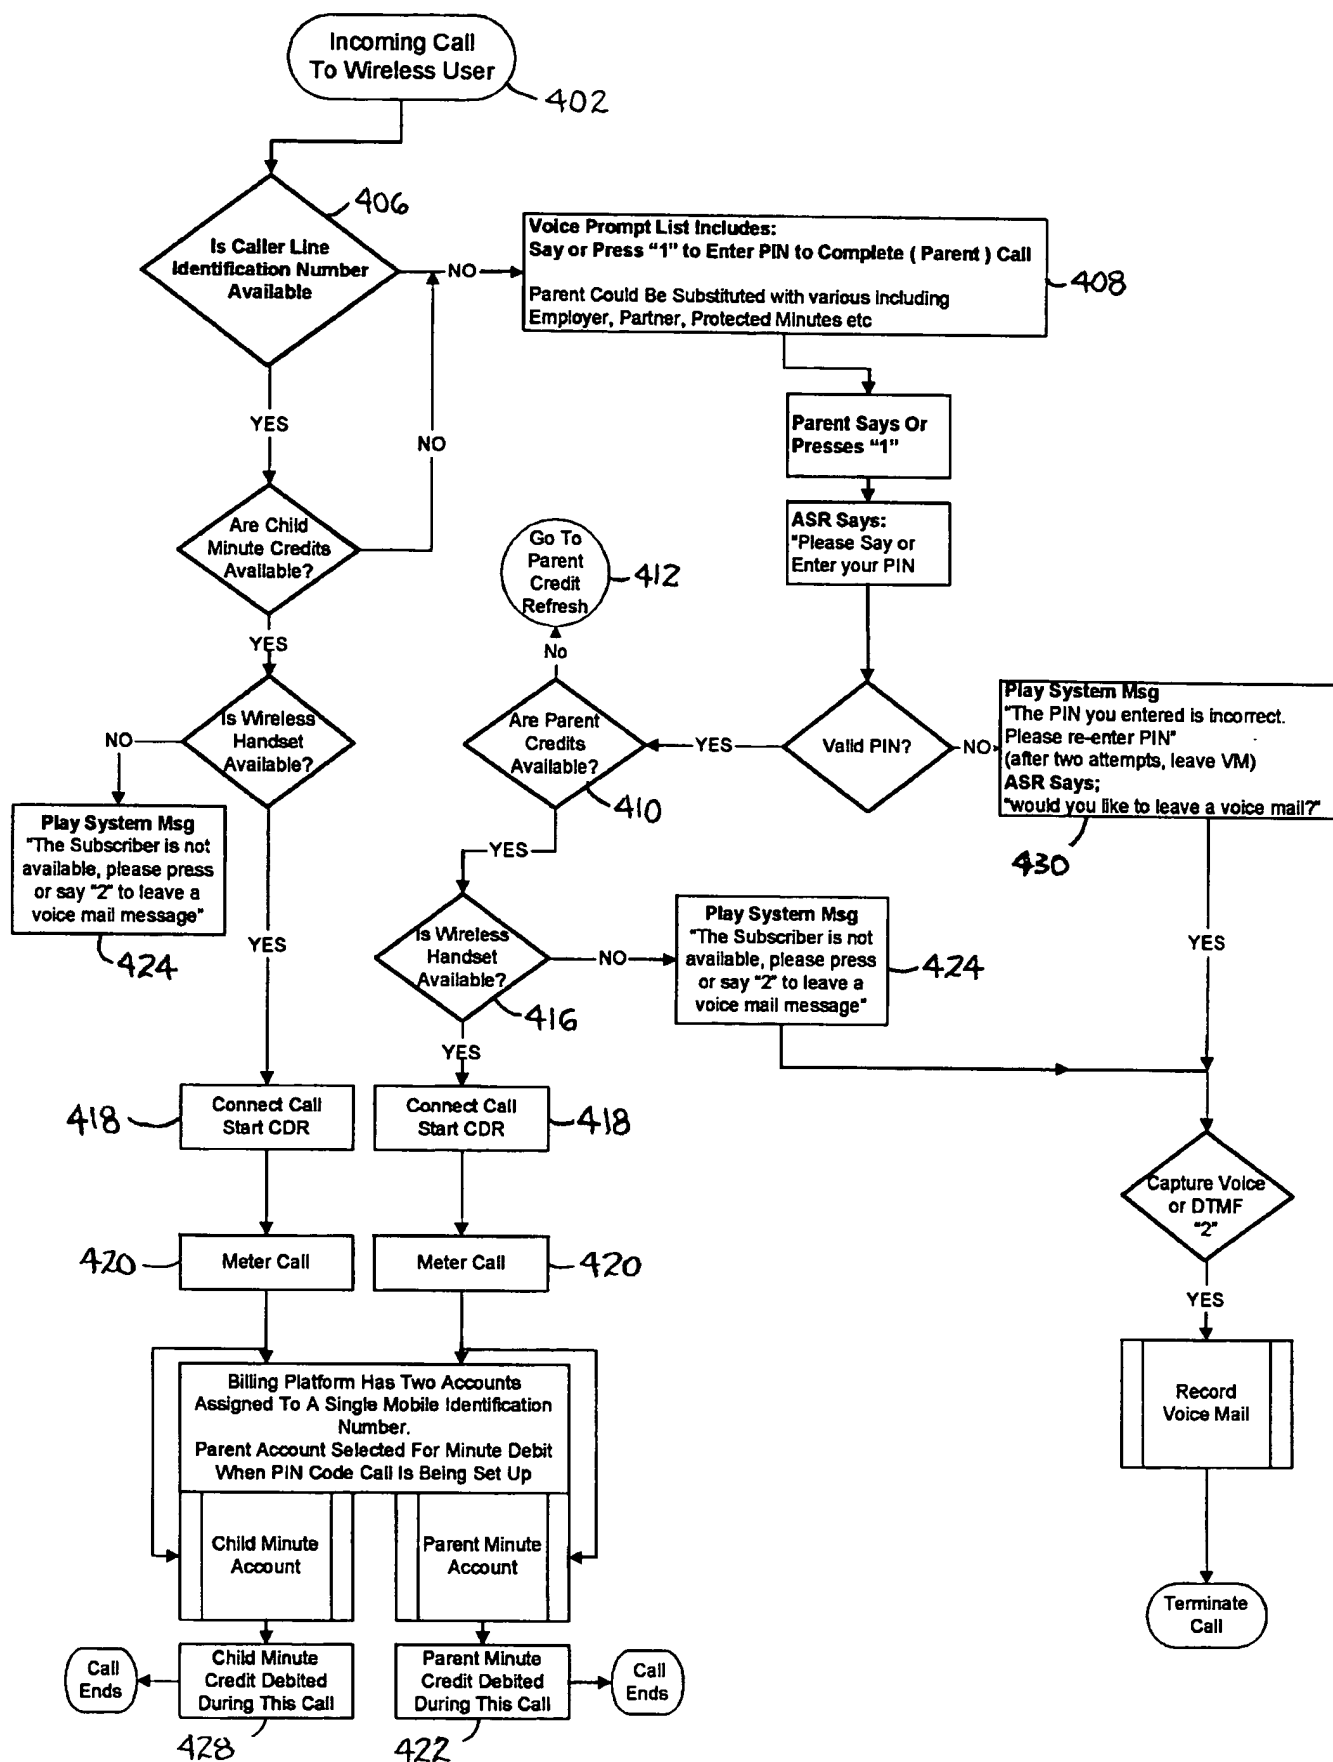 Incoming Call
To Wireless User
402
406
Is Caller Line
Identification Number
Available
NO
Voice Prompt List Includes:
Say or Press “1” to Enter PIN to Complete ( Parent ) Call
Parent Could Be Substituted with various including
Employer, Partner, Protected Minutes etc
408
YES
NO
Parent Says Or
Presses “1”
Are Child
Minute Credits
Available?
ASR Says:
"Please Say or
Enter your PIN
Go To
Parent
Credit
Refresh
412
YES
No
Is Wireless
Handset
Available?
NO
Are Parent
Credits
Available?
410
YES
Valid PIN?
NO
Play System Msg
"The PIN you entered is incorrect.
Please re-enter PIN"
(after two attempts, leave VM)
ASR Says;
"would you like to leave a voice mail?"
430
Play System Msg
"The Subscriber is not
available, please press
or say "2" to leave a
voice mail message"
424
YES
YES
Is Wireless
Handset
Available?
416
NO
Play System Msg
"The Subscriber is not
available, please press
or say "2" to leave a
voice mail message"
424
YES
YES
418
Connect Call
Start CDR
Connect Call
Start CDR
418
Capture Voice
or DTMF
"2"
420
Meter Call
Meter Call
420
YES
Billing Platform Has Two Accounts
Assigned To A Single Mobile Identification
Number.
Parent Account Selected For Minute Debit
When PIN Code Call Is Being Set Up
Record
Voice Mail
Child Minute
Account
Parent Minute
Account
Terminate
Call
Call
Ends
Child Minute
Credit Debited
During This Call
428
Parent Minute
Credit Debited
During This Call
422
Call
Ends